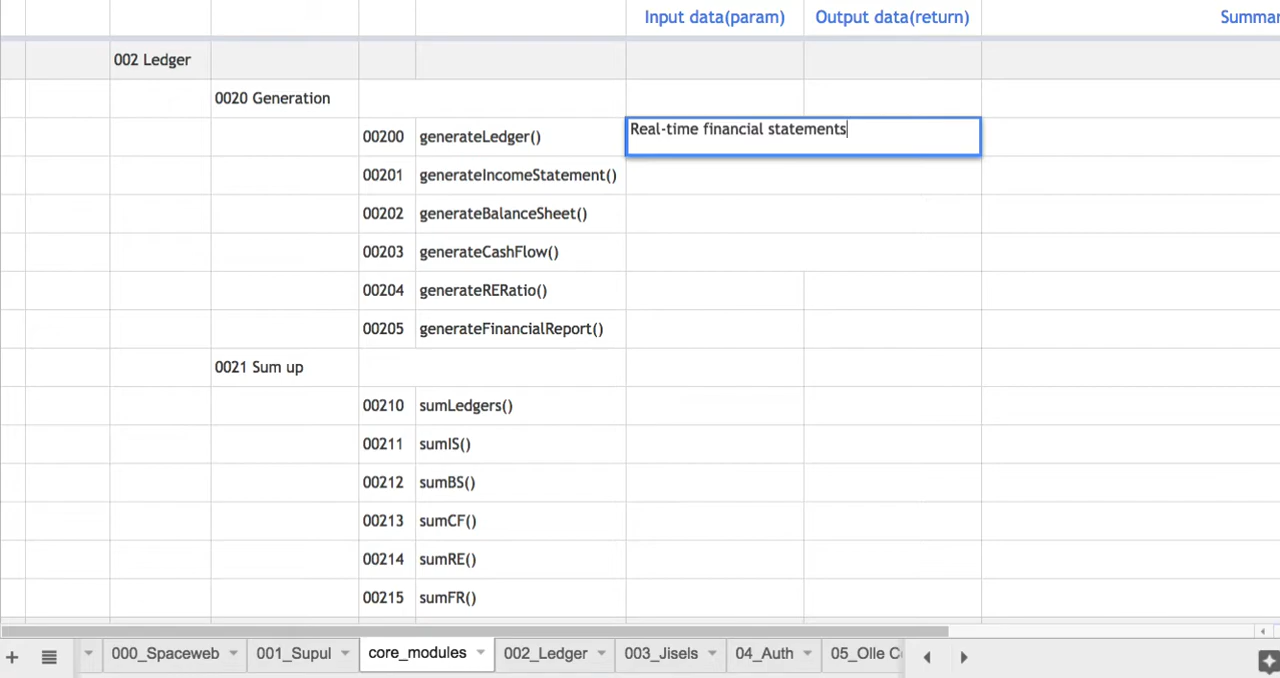 Input data(param) Output data(return) Summar
002 Ledger
0020 Generation
00200 generateLedger() Real-time financial statements
00201 generateIncomeStatement()
00202 generateBalanceSheet()
00203 generateCashFlow()
00204 generateRERatio()
00205 generateFinancialReport()
0021 Sum up
00210 sumLedgers()
00211 sumIS()
00212 sumBS()
00213 sumCF()
00214 sumRE()
00215 sumFR()
000_Spaceweb 001_Supul core_modules 002_Ledger 003_Jisels 04_Auth 05_Olle C